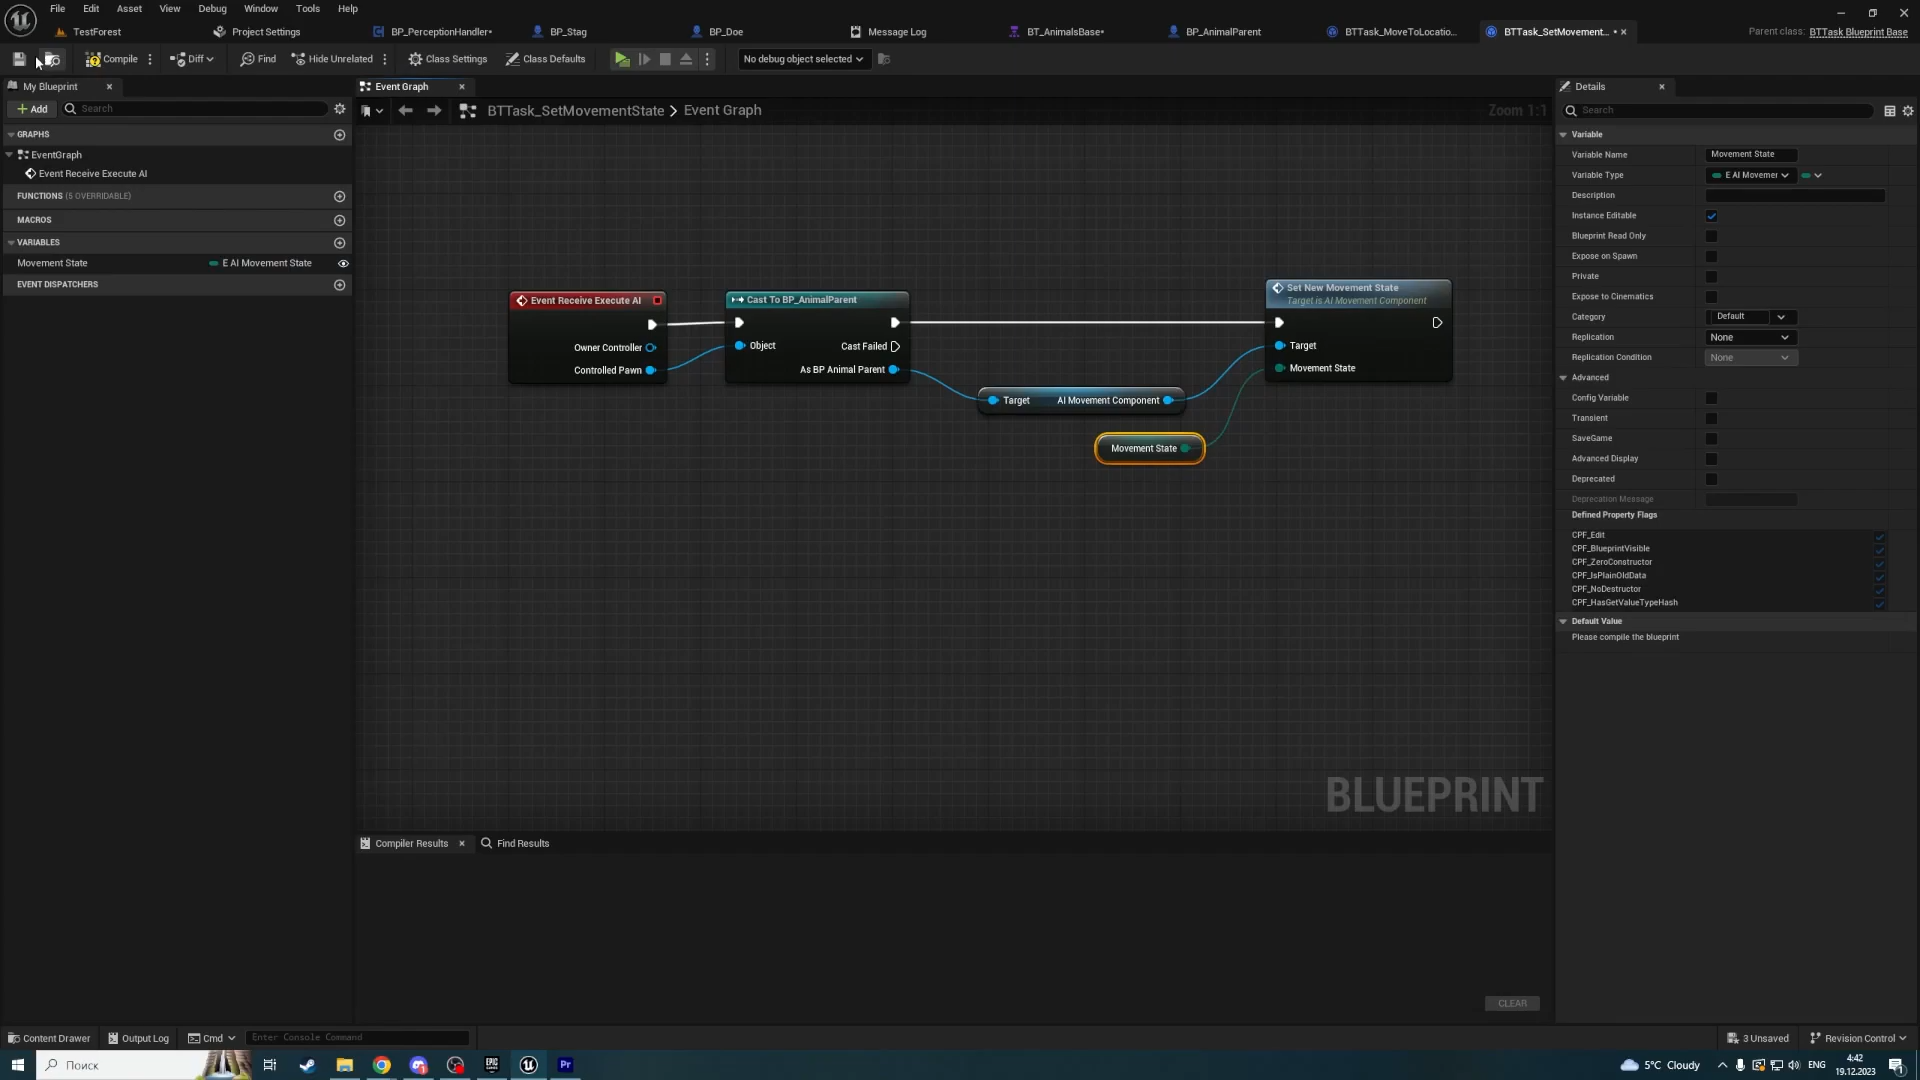 File Edit Asset View Debug Window Tools Help
TestForest Project Settings BP_PerceptionHandler• BP_Stag BP_Doe Message Log BT_AnimalsBase• BP_AnimalParent BTTask_MoveToLocatio... BTTask_SetMovement... • Parent class: BTTask Blueprint Base
Compile Diff Find Hide Unrelated Class Settings Class Defaults No debug object selected
My Blueprint Event Graph Details
Add Search BTTask_SetMovementState > Event Graph Zoom 1:1 Search
GRAPHS
EventGraph
Event Receive Execute AI
FUNCTIONS (5 OVERRIDABLE)
MACROS
VARIABLES
Movement State E AI Movement State
EVENT DISPATCHERS
Event Receive Execute AI
Owner Controller
Controlled Pawn
Cast To BP_AnimalParent
Object
Cast Failed
As BP Animal Parent
Target AI Movement Component
Movement State
Set New Movement State
Target is AI Movement Component
Target
Movement State
BLUEPRINT
Variable
Variable Name Movement State
Variable Type E AI Movemer
Description
Instance Editable
Blueprint Read Only
Expose on Spawn
Private
Expose to Cinematics
Category Default
Replication None
Replication Condition None
Advanced
Config Variable
Transient
SaveGame
Advanced Display
Deprecated
Deprecation Message
Defined Property Flags
CPF_Edit
CPF_BlueprintVisible
CPF_ZeroConstructor
CPF_IsPlainOldData
CPF_NoDestructor
CPF_HasGetValueTypeHash
Default Value
Please compile the blueprint
Compiler Results Find Results
CLEAR
Content Drawer Output Log Cmd Enter Console Command 3 Unsaved Revision Control
Поиск EPIC GAMES Pr 5°C Cloudy ENG 4:42
19.12.2023 1